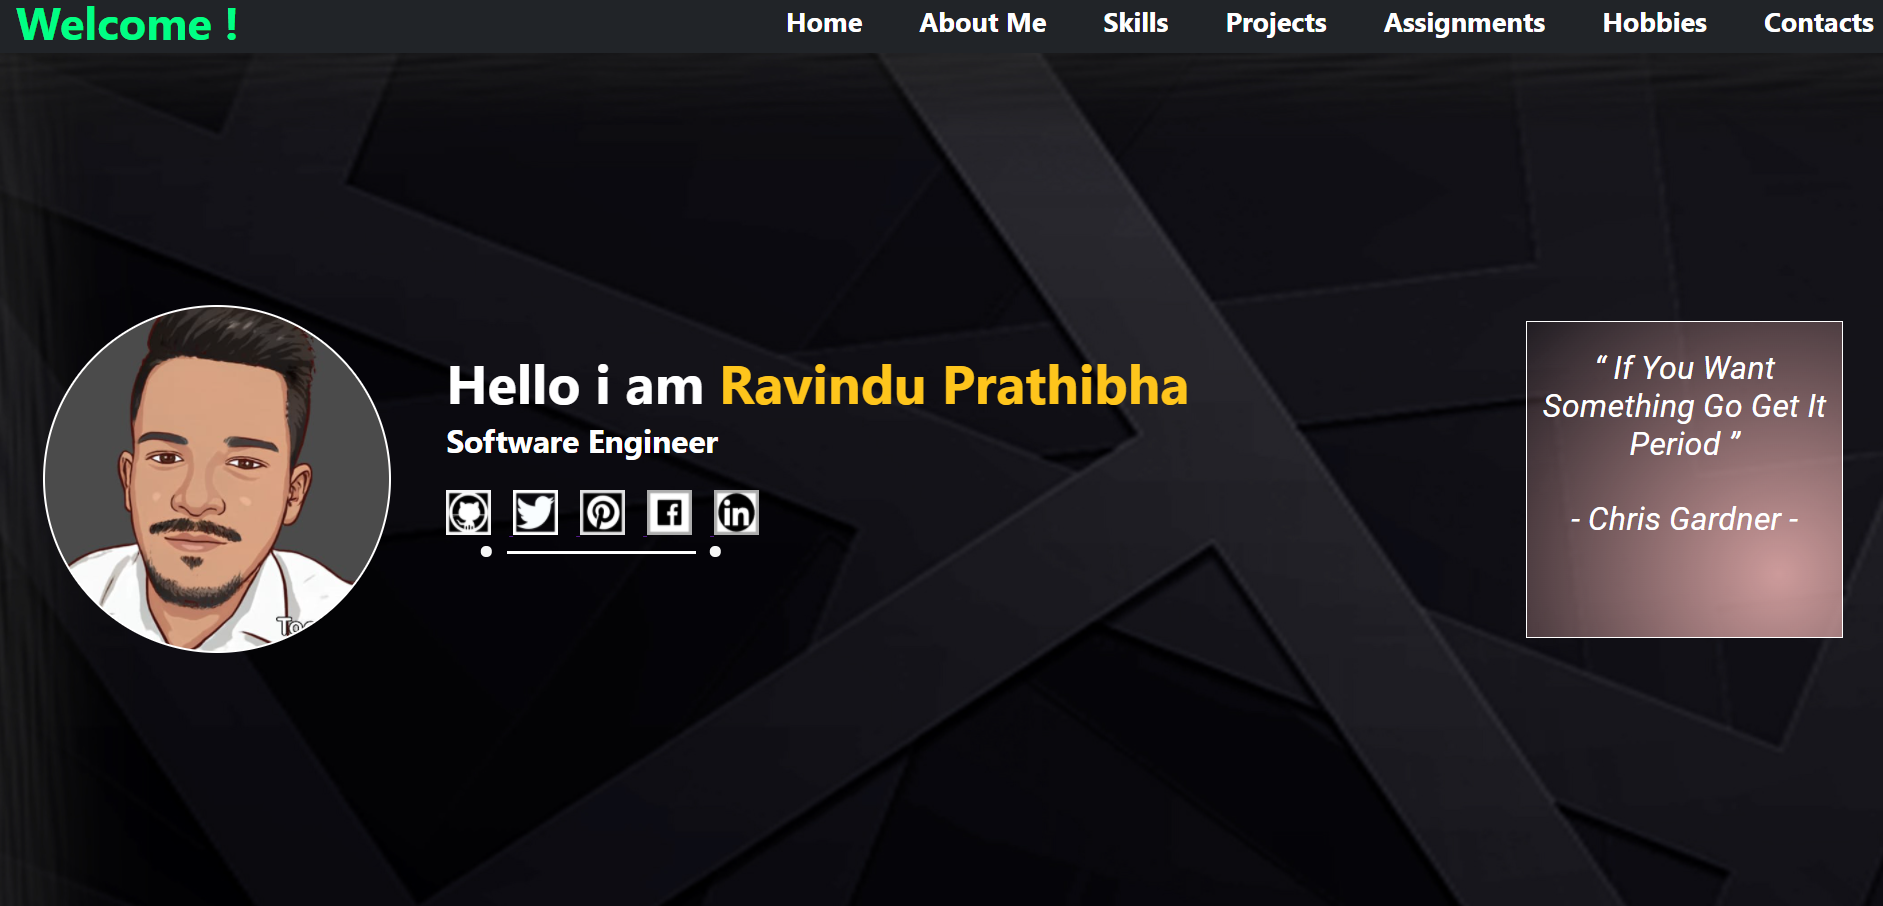 Welcome !
Home About Me Skills Projects Assignments Hobbies Contacts
Hello i am Ravindu Prathibha
Software Engineer
in
“ If You Want
Something Go Get It
Period ”
- Chris Gardner -